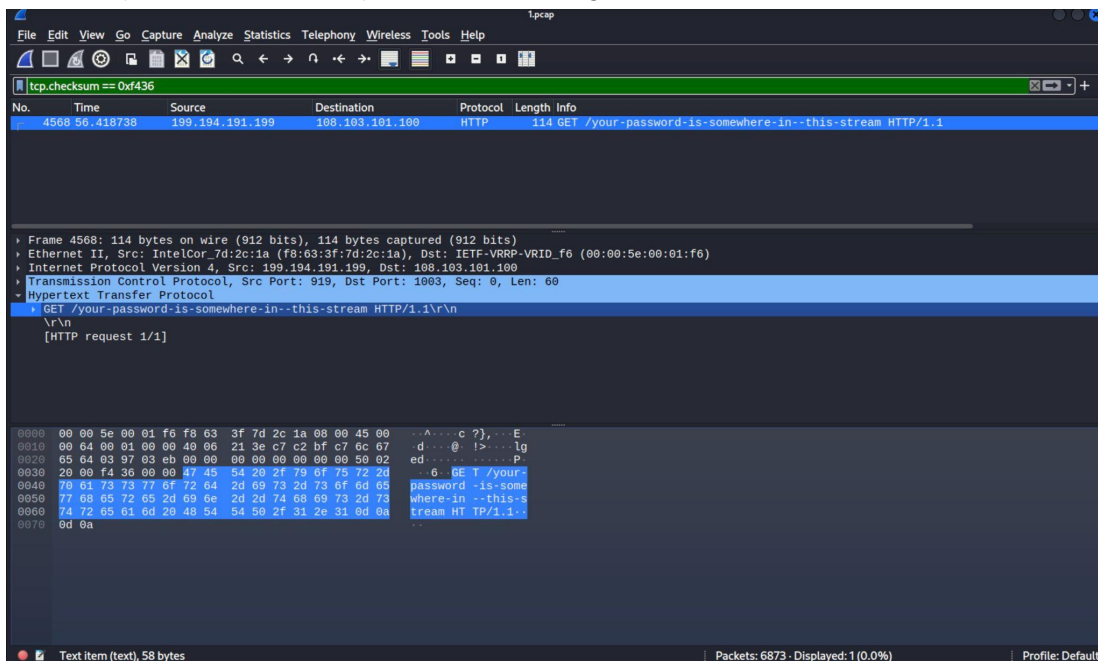 1.pcap
File Edit View Go Capture Analyze Statistics Telephony Wireless Tools Help
tcp.checksum == 0xf436
No. Time Source Destination Protocol Length Info
4568 56.418738 199.194.191.199 108.103.101.100 HTTP 114 GET /your-password-is-somewhere-in--this-stream HTTP/1.1
Frame 4568: 114 bytes on wire (912 bits), 114 bytes captured (912 bits)
Ethernet II, Src: IntelCor_7d:2c:1a (f8:63:3f:7d:2c:1a), Dst: IETF-VRRP-VRID_f6 (00:00:5e:00:01:f6)
Internet Protocol Version 4, Src: 199.194.191.199, Dst: 108.103.101.100
Transmission Control Protocol, Src Port: 919, Dst Port: 1003, Seq: 0, Len: 60
Hypertext Transfer Protocol
GET /your-password-is-somewhere-in--this-stream HTTP/1.1\r\n
\r\n
[HTTP request 1/1]
0000 00 00 5e 00 01 f6 f8 63 3f 7d 2c 1a 08 00 45 00 ··^····c ?},···E·
0010 00 64 00 01 00 00 40 06 21 3e c7 c2 bf c7 6c 67 ·d····@· !>····lg
0020 65 64 03 97 03 eb 00 00 00 00 00 00 00 00 50 02 ed······ ······P·
0030 20 00 f4 36 00 00 47 45 54 20 2f 79 6f 75 72 2d ··6··GE T /your-
0040 70 61 73 73 77 6f 72 64 2d 69 73 2d 73 6f 6d 65 password -is-some
0050 77 68 65 72 65 2d 69 6e 2d 2d 74 68 69 73 2d 73 where-in --this-s
0060 74 72 65 61 6d 20 48 54 54 50 2f 31 2e 31 0d 0a tream HT TP/1.1··
0070 0d 0a ··
Text item (text), 58 bytes Packets: 6873 · Displayed: 1 (0.0%) Profile: Default